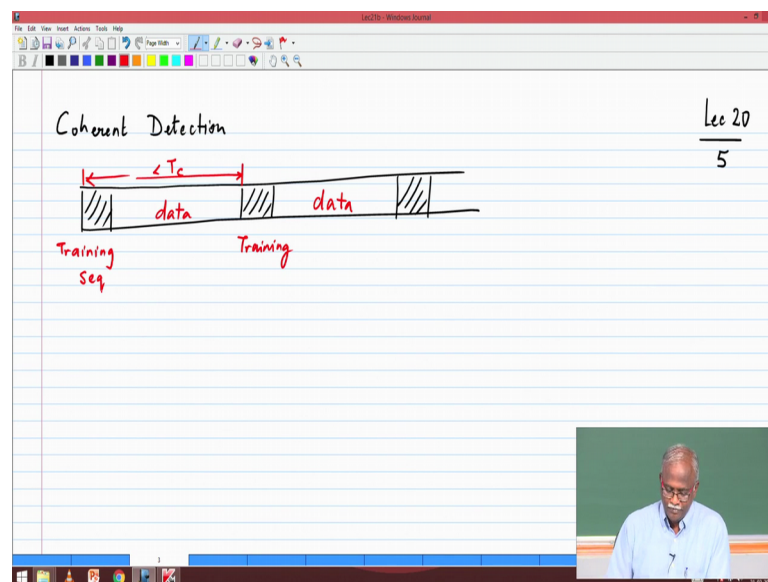 Lec21b - Windows Journal
File Edit View Insert Actions Tools Help
Page Width
B I
Coherent Detection
Lec 20
5
< Tc
data
data
Training
Training
seq
1